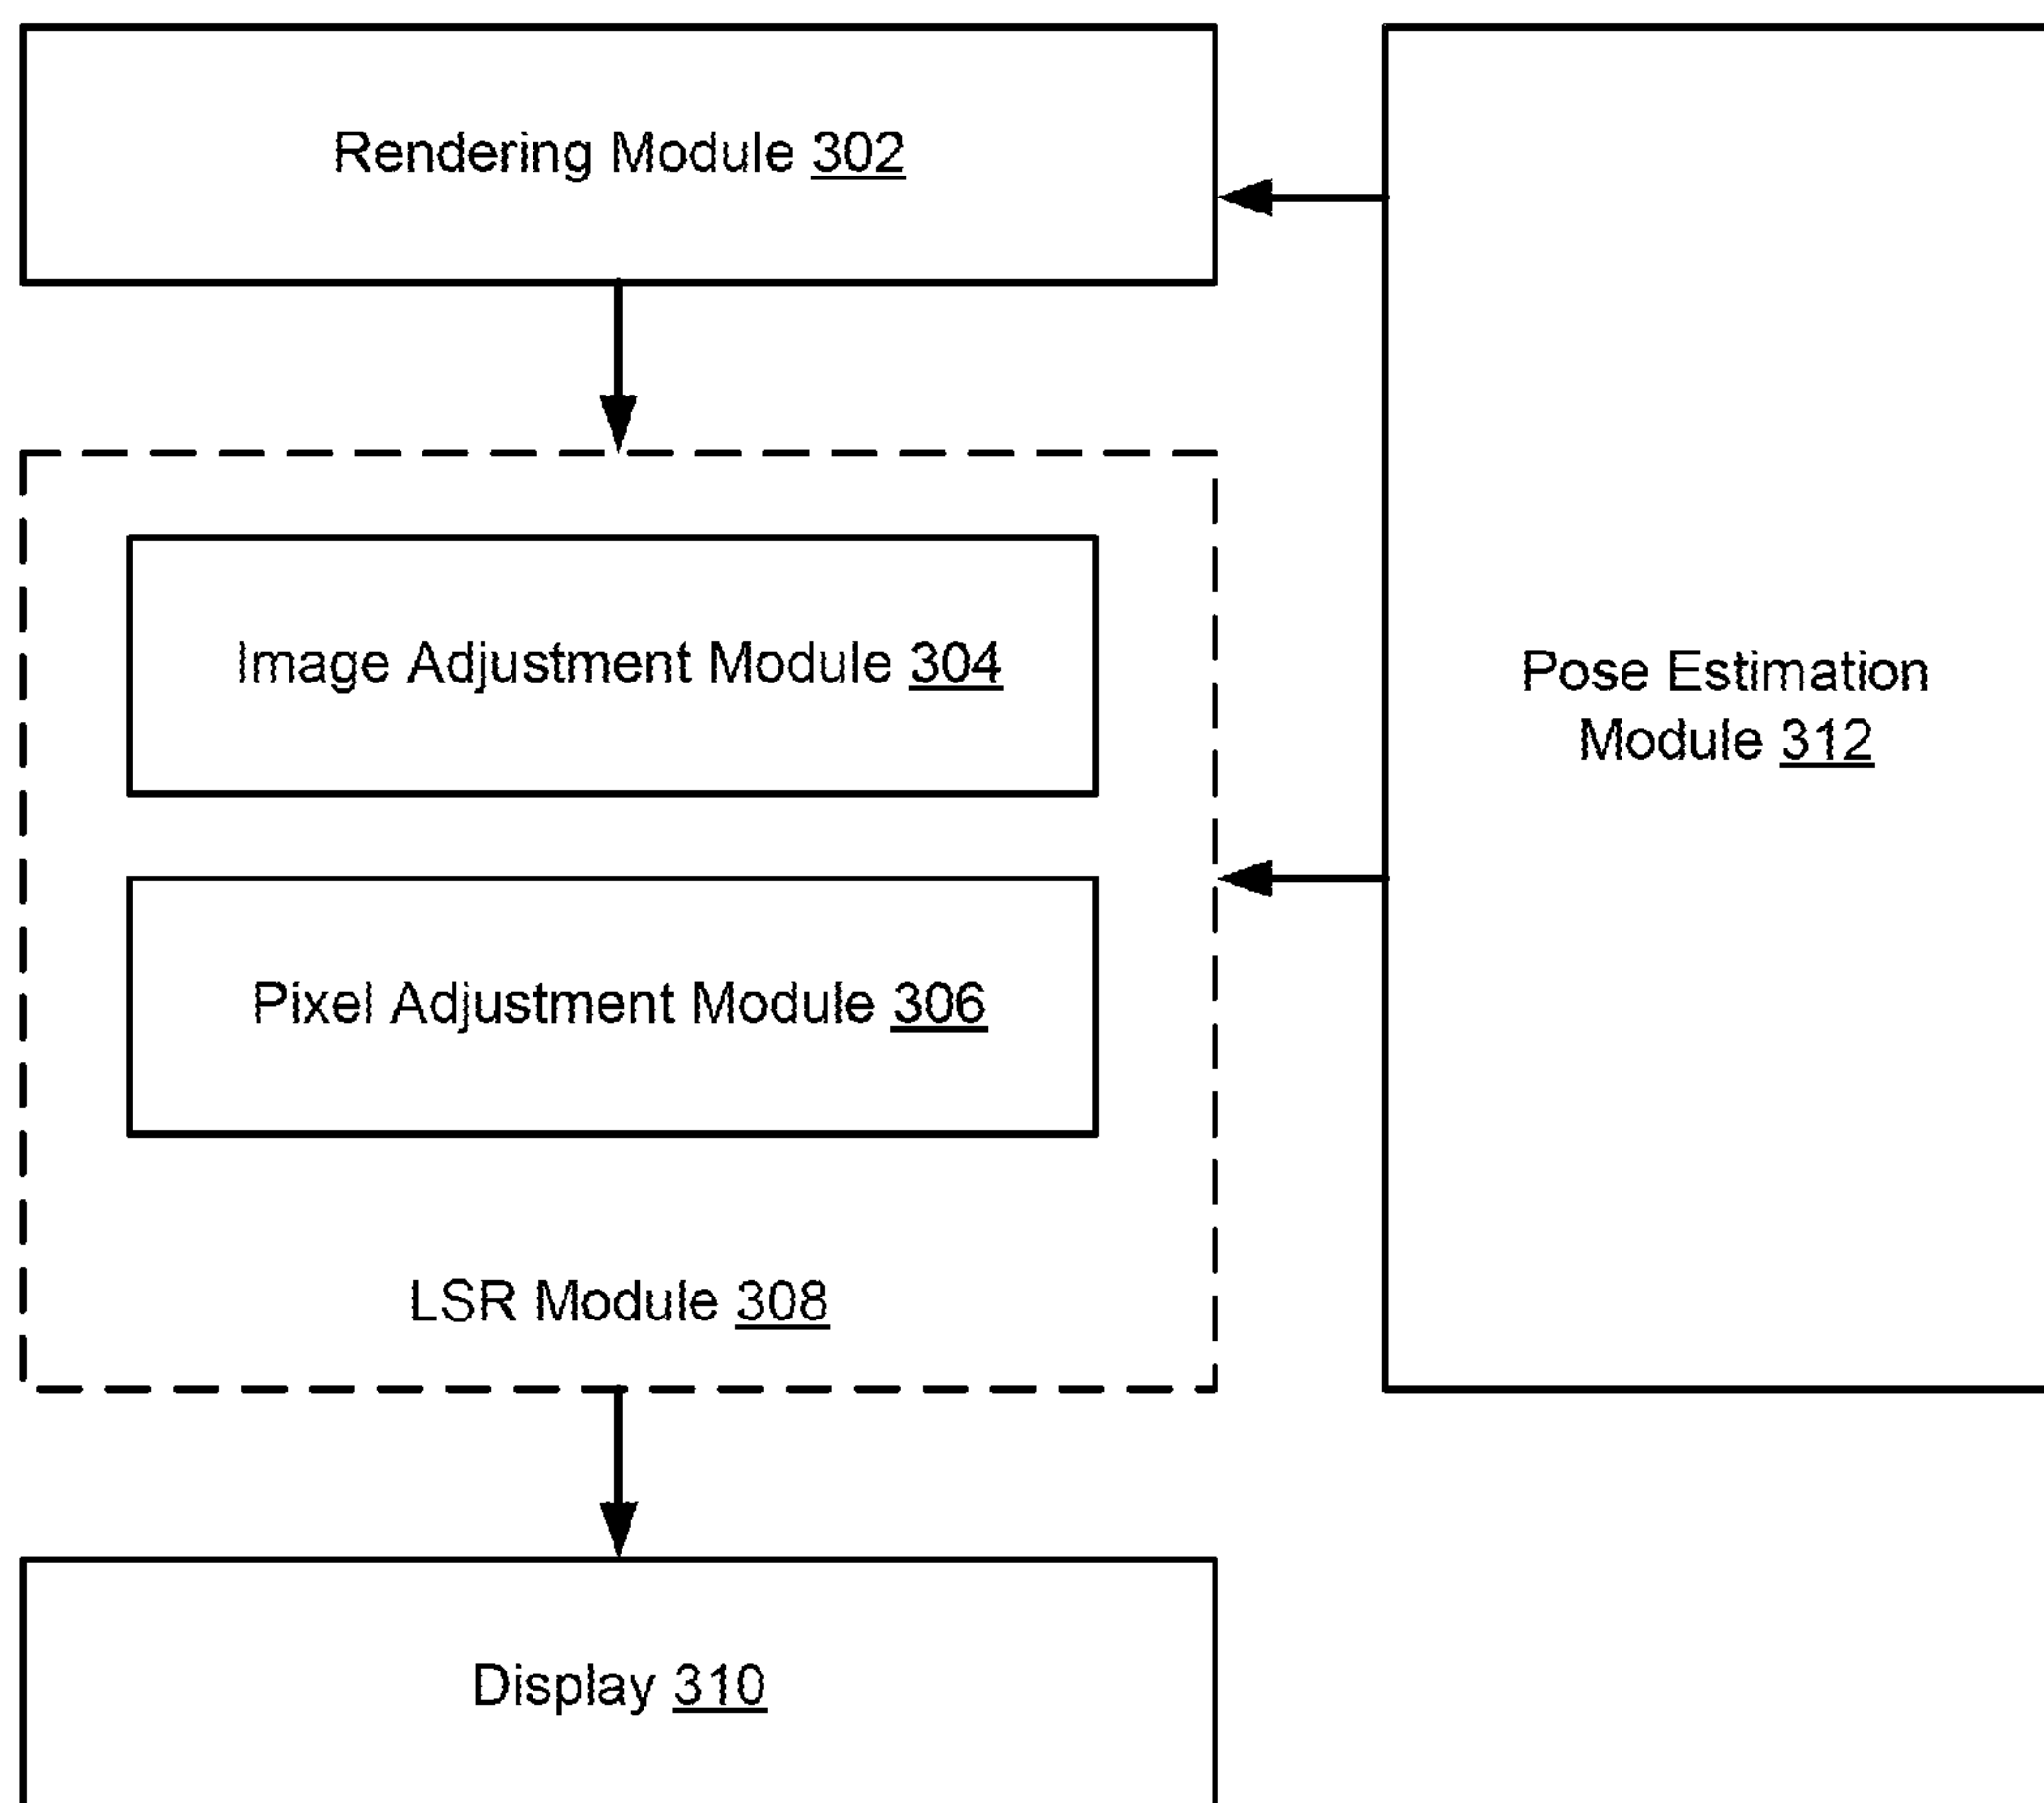 Rendering Module 302
Image Adjustment Module 304
Pixel Adjustment Module 306
LSR Module 308
Display 310
Pose Estimation
Module 312